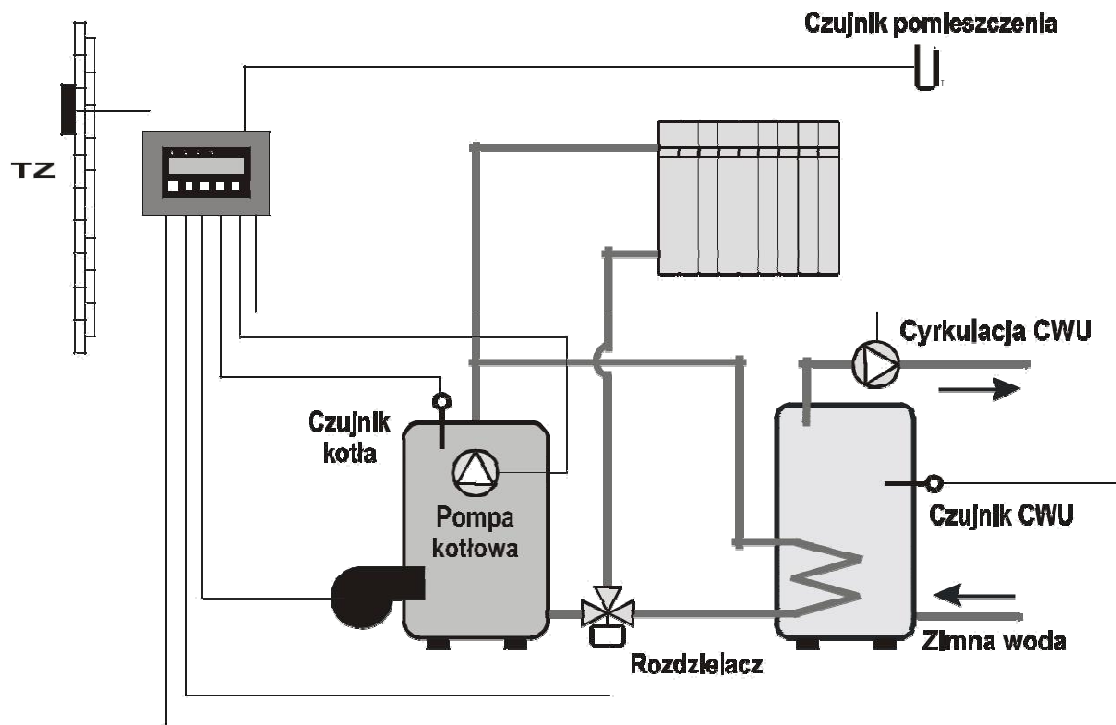 Czujnik pomieszczenia
TZ
Cyrkulacja CWU
Czujnik
kotła
Pompa
kotłowa
Czujnik CWU
Zimna woda
Rozdzielacz